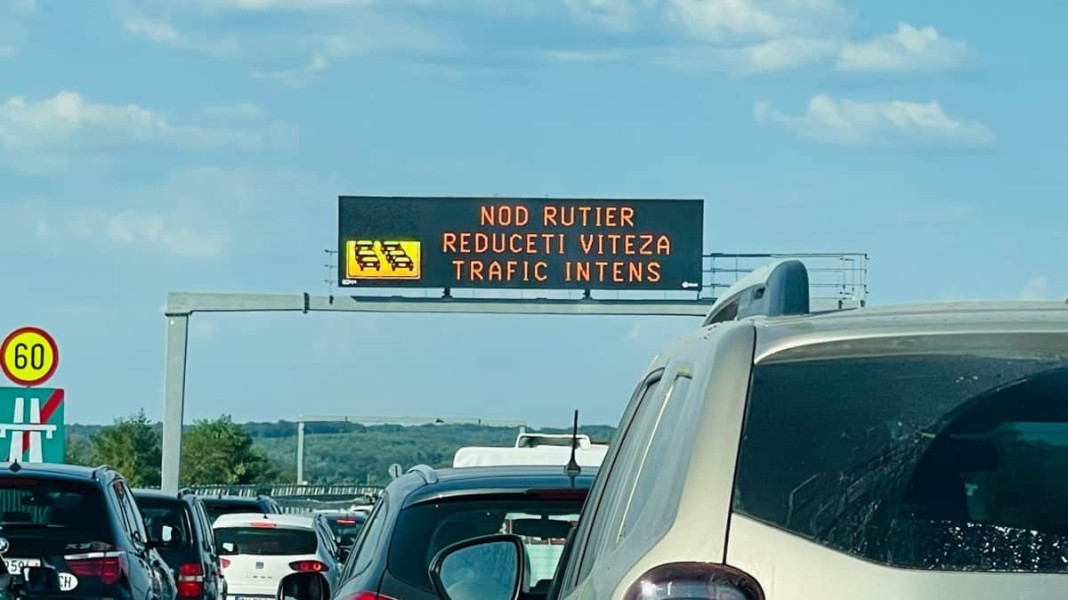 NOD RUTIER
REDUCETI VITEZA
TRAFIC INTENS
60